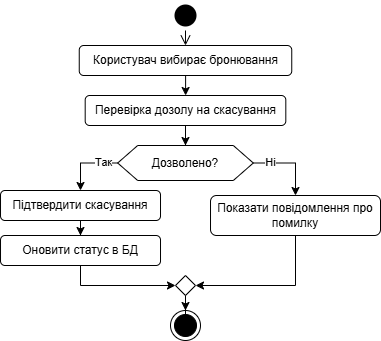 Користувач вибирає бронювання
Перевірка дозолу на скасування
Дозволено?
Так
Ні
Підтвердити скасування
Показати повідомлення про
помилку
Оновити статус в БД